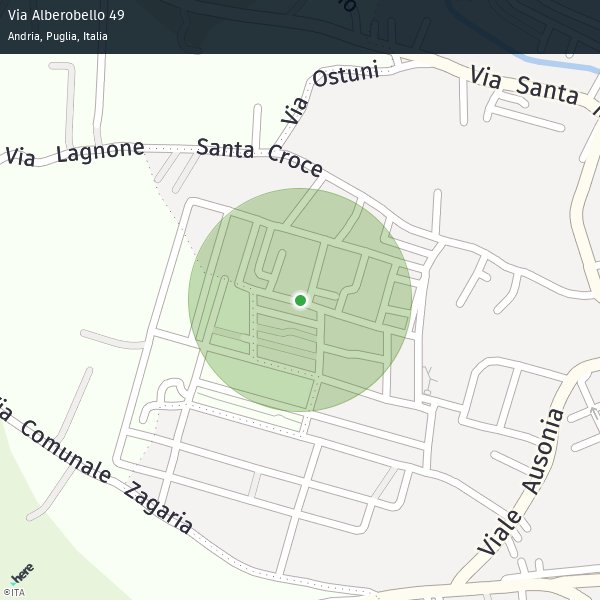 Via Alberobello 49
Andria, Puglia, Italia
Via Ostuni
Via Santa
Via Lagnone Santa Croce
Comunale Zagaria
Viale Ausonia
here
©ITA